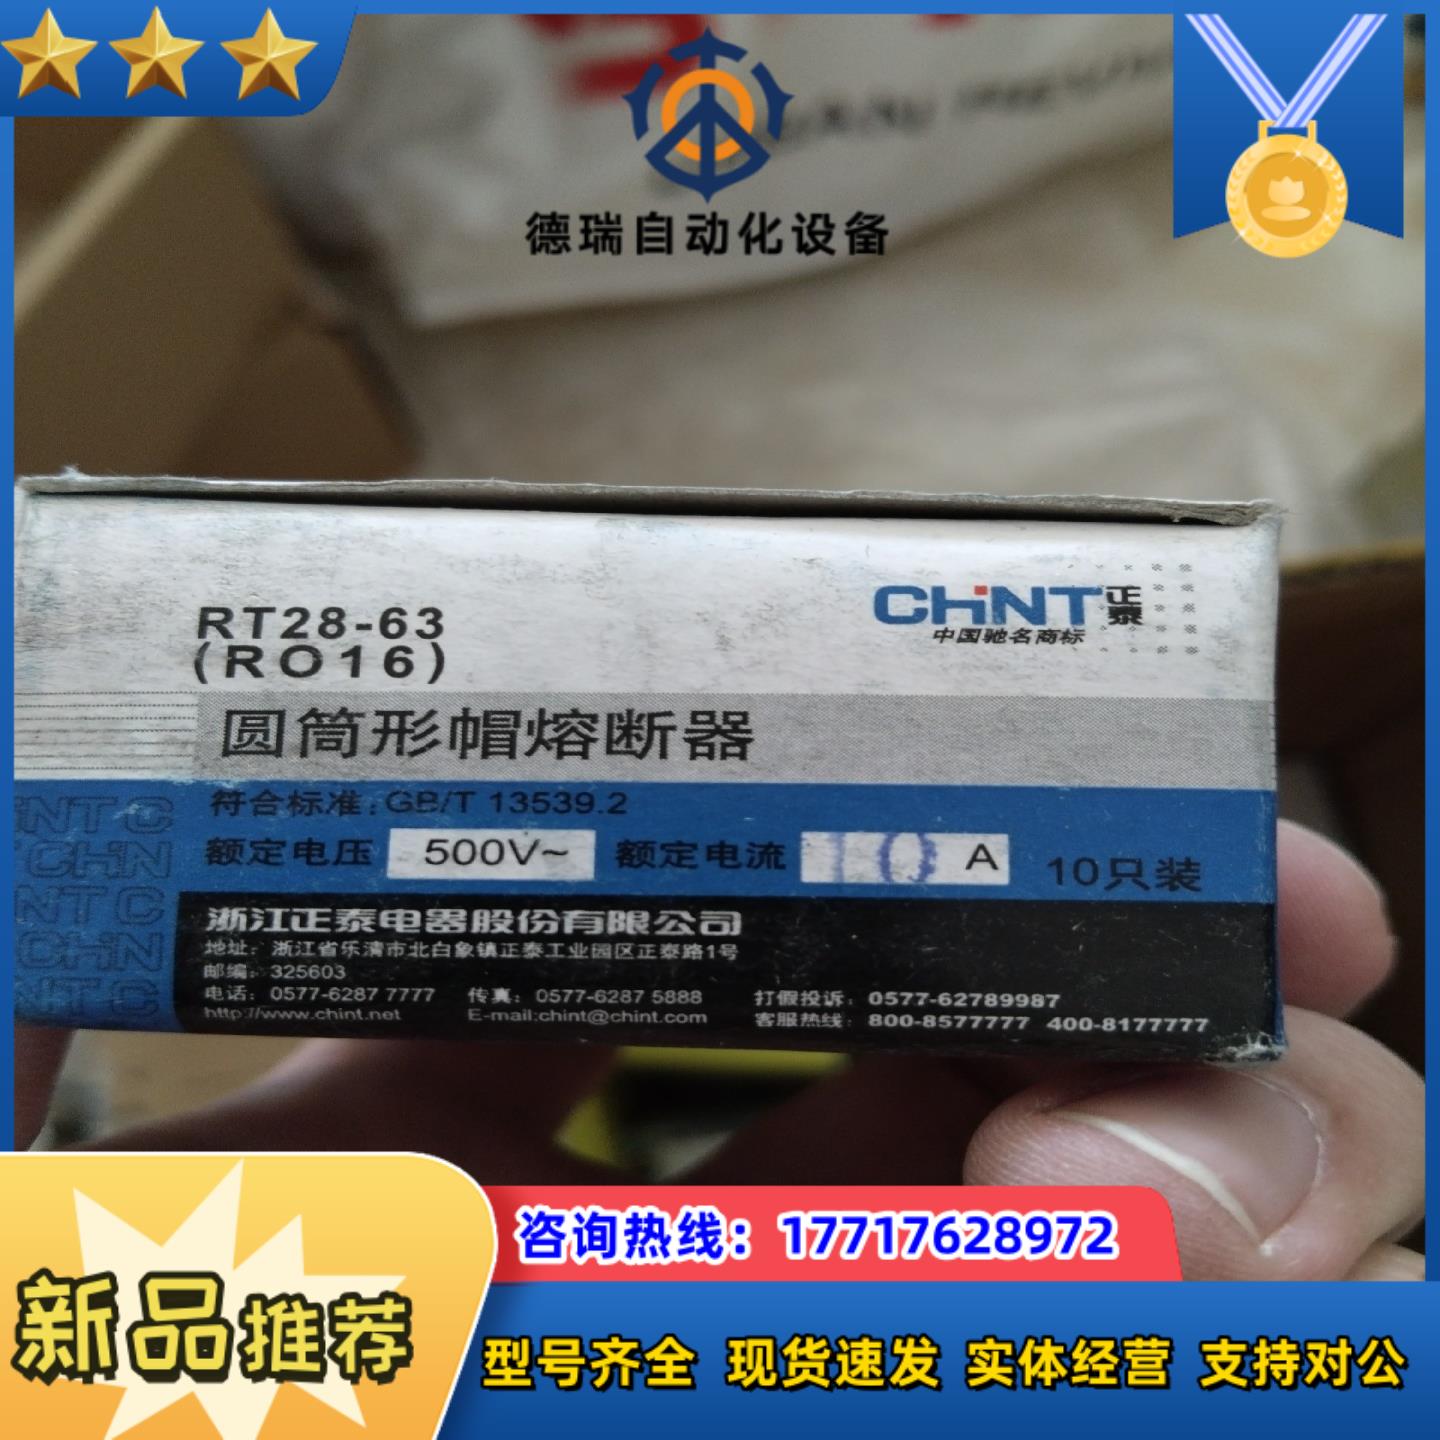 德瑞自动化设备
RT28-63
(RO16)
CHiNT正泰
中国驰名商标
圆筒形帽熔断器
符合标准:GB/T 13539.2
额定电压 500V~ 额定电流 10 A 10只装
浙江正泰电器股份有限公司
地址:浙江省乐清市北白象镇正泰工业园区正泰路1号
邮编:325603
电话:0577-6287 7777 传真:0577-6287 5888 打假投诉:0577-62789987
http://www.chint.net E-mail:chint@chint.com 客服热线:800-8577777 400-8177777
咨询热线:17717628972
新品推荐
型号齐全 现货速发 实体经营 支持对公